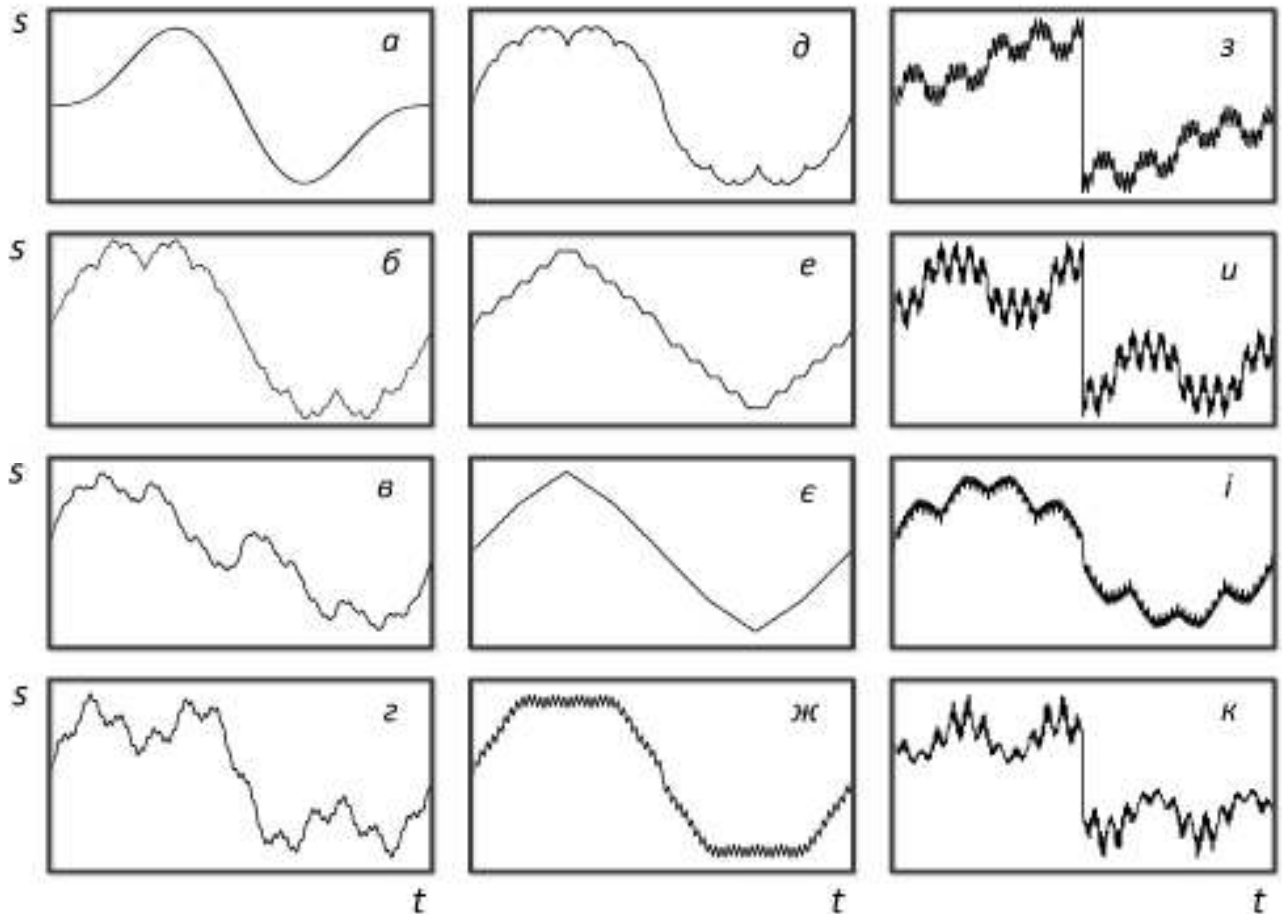 s а д з
s б е и
s в є і
s г ж к
t t t